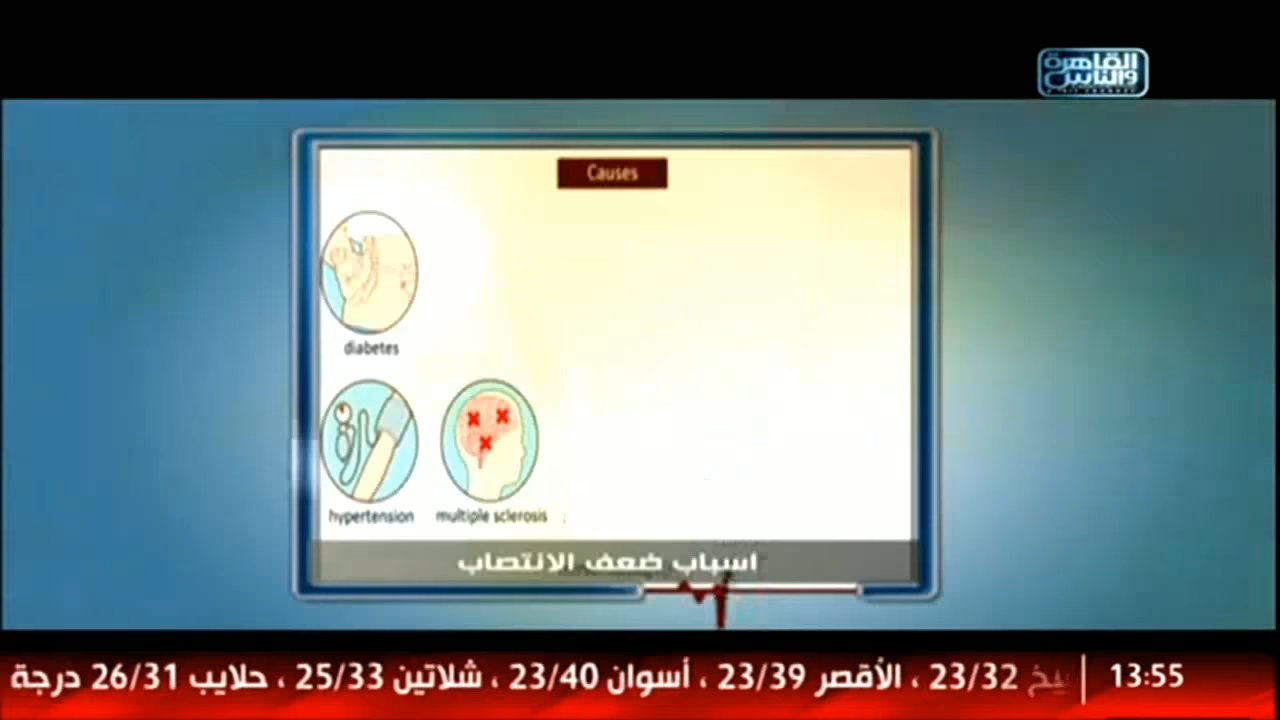 القاهرة
والناس
Causes
diabetes
hypertension
multiple sclerosis
اسباب ضعف الانتصاب
13:55
23/32 ، الأقصر 23/39 ، أسوان 23/40 ، شلاتين 25/33 ، حلايب 26/31 درجة